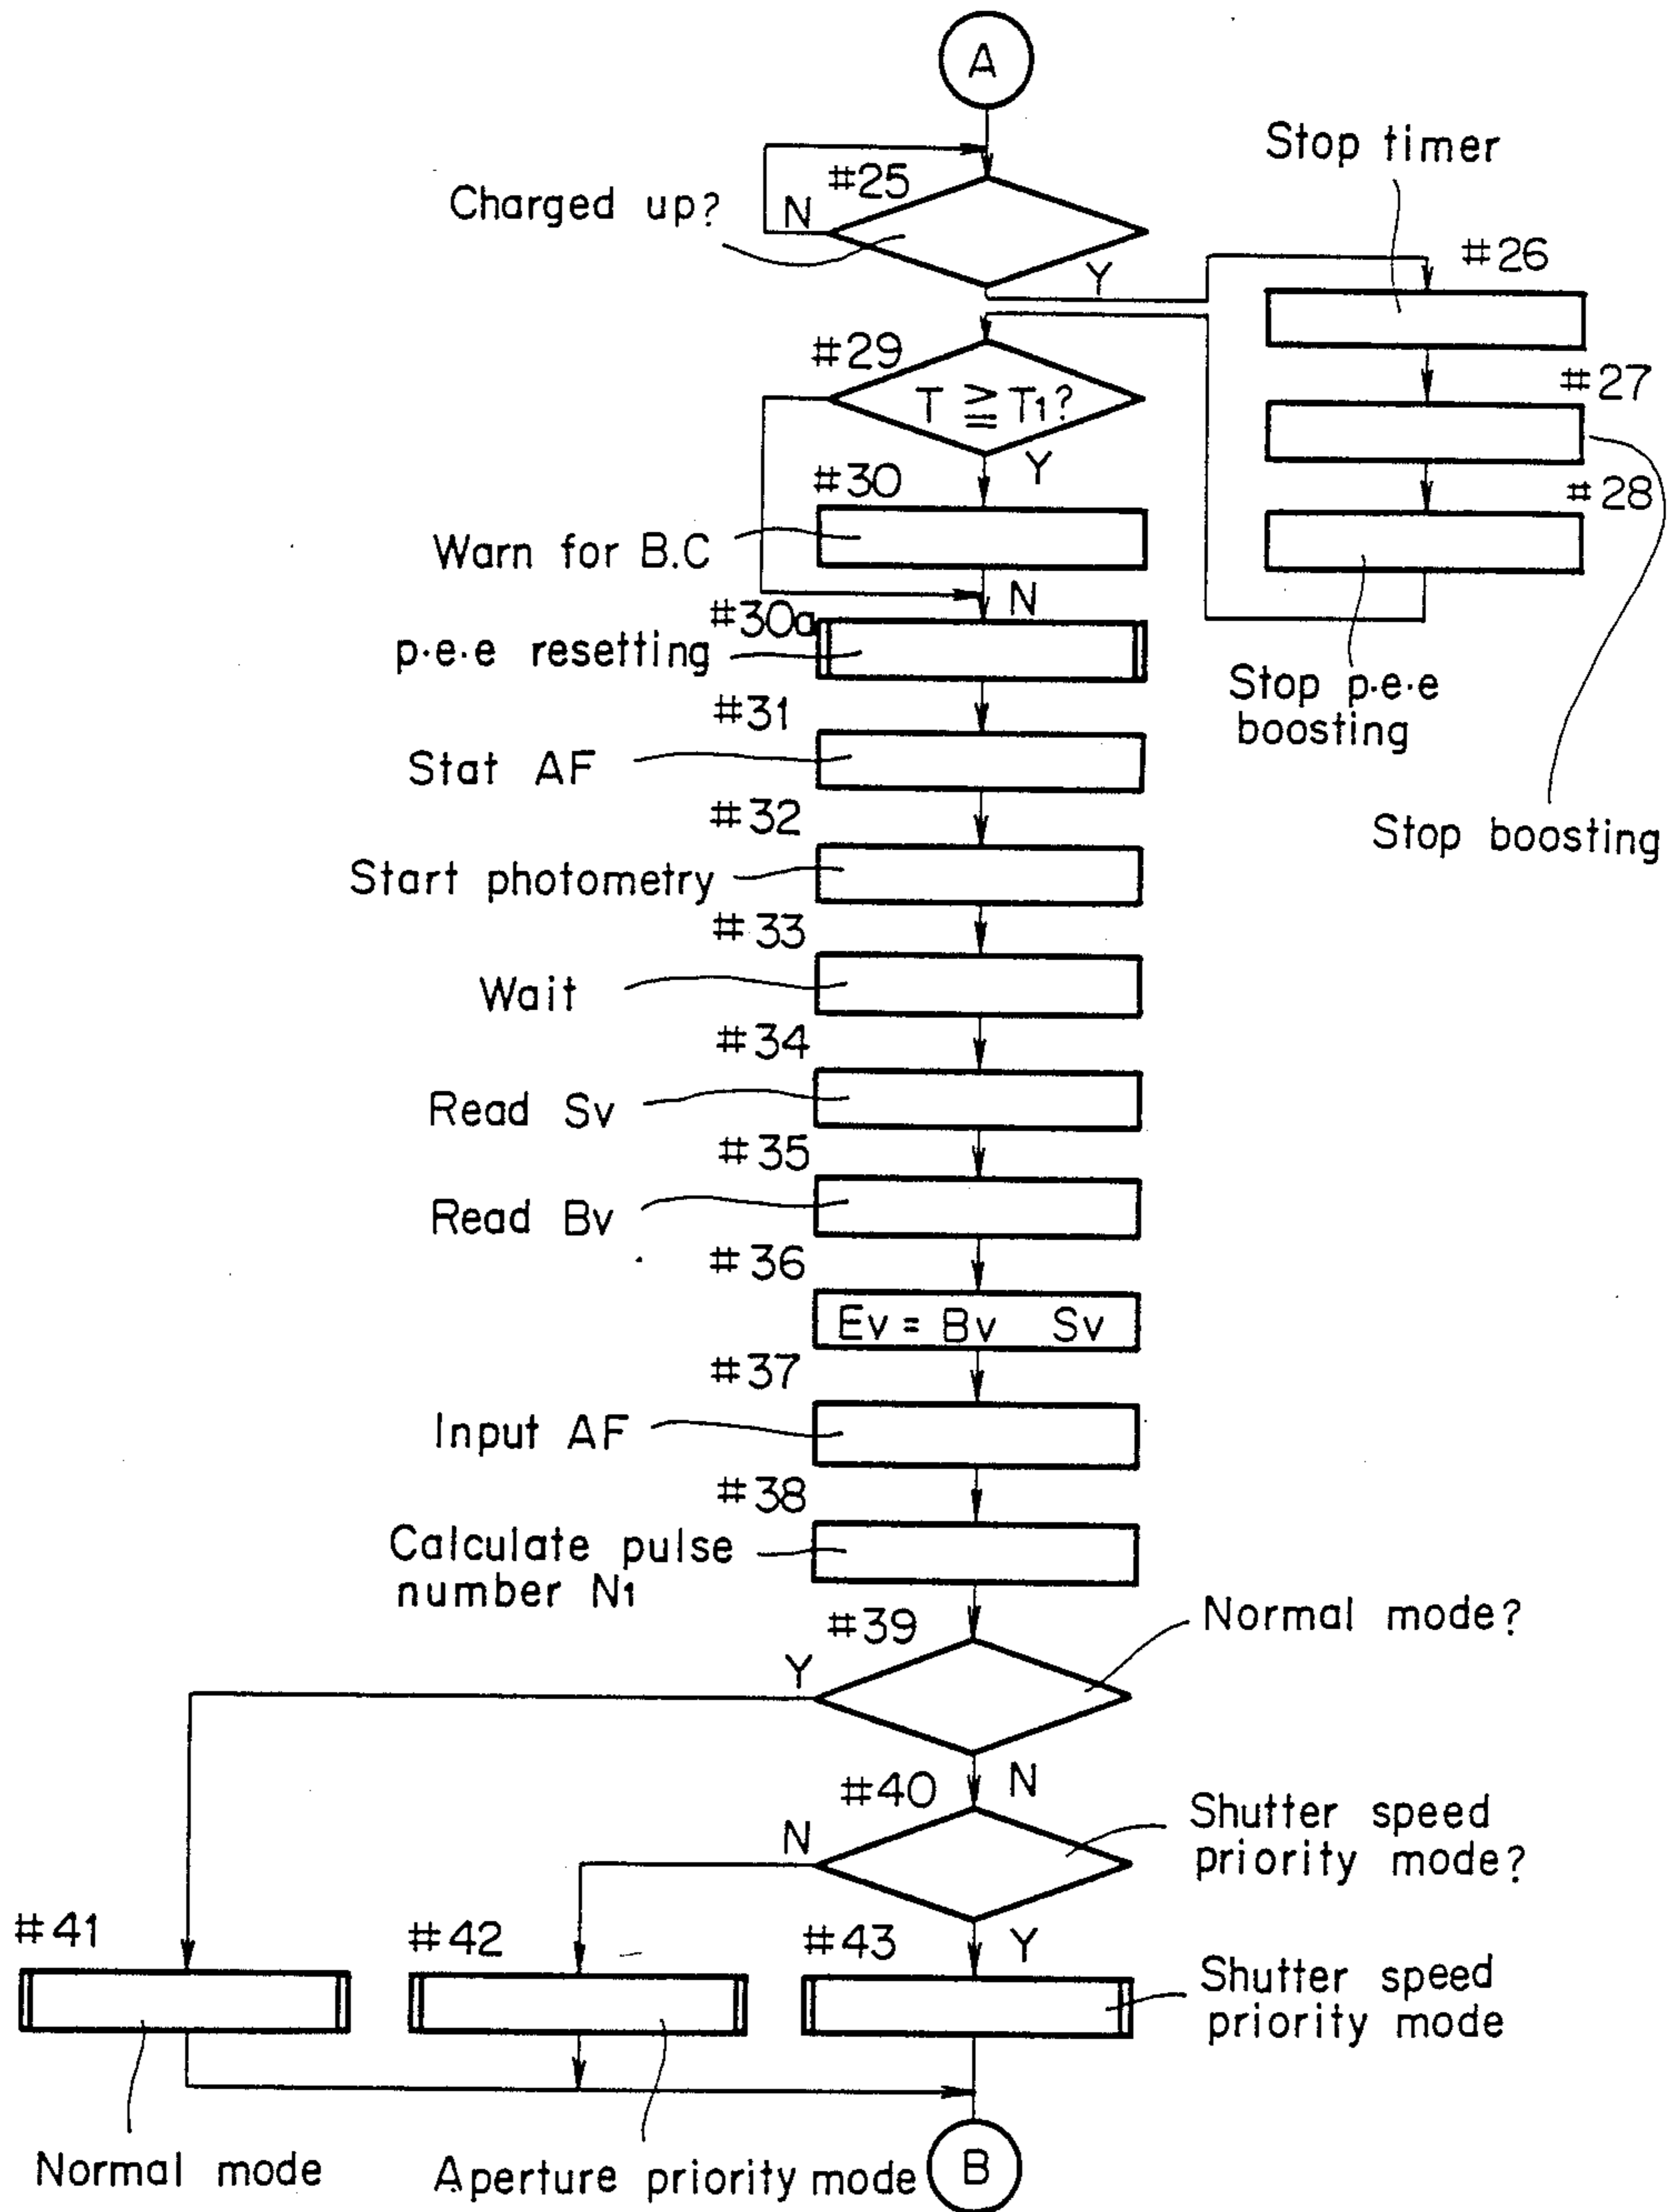 A
Stop timer
#25
Charged up?
N
Y
#26
#29
T ≧ T1?
#27
Y
#30
#28
Warn for B.C
N
#30a
p·e·e resetting
Stop p·e·e
boosting
#31
Stat AF
#32
Stop boosting
Start photometry
#33
Wait
#34
Read Sv
#35
Read Bv
#36
Ev = Bv Sv
#37
Input AF
#38
Calculate pulse
number N1
#39
Normal mode?
Y
N
#40
Shutter speed
priority mode?
N
#41
#42
#43
Y
Shutter speed
priority mode
Normal mode
Aperture priority mode
B